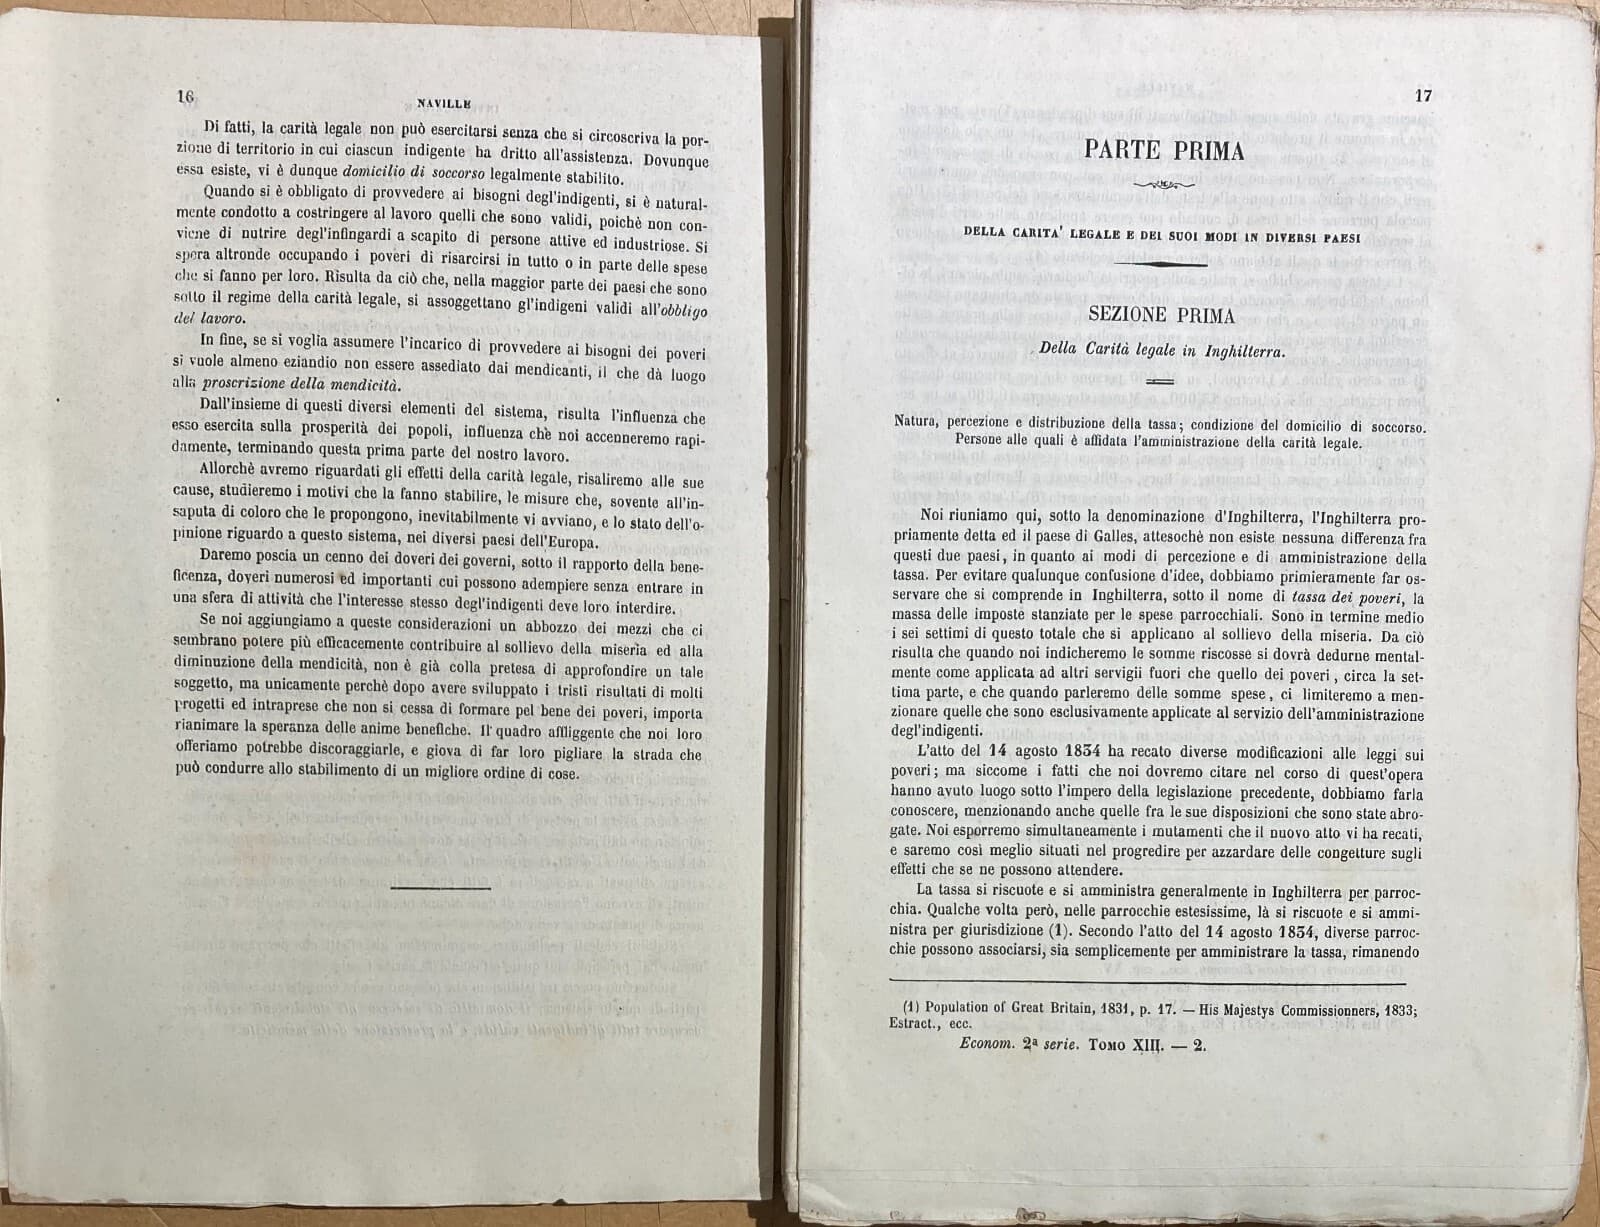 16
NAVILLE
Di fatti, la carità legale non può esercitarsi senza che si circoscriva la por-
zione di territorio in cui ciascun indigente ha dritto all'assistenza. Dovunque
essa esiste, vi è dunque domicilio di soccorso legalmente stabilito.
Quando si è obbligato di provvedere ai bisogni degl'indigenti, si è natural-
mente condotto a costringere al lavoro quelli che sono validi, poichè non con-
viene di nutrire degl'infingardi a scapito di persone attive ed industriose. Si
spera altronde occupando i poveri di risarcirsi in tutto o in parte delle spese
che si fanno per loro. Risulta da ciò che, nella maggior parte dei paesi che sono
sotto il regime della carità legale, si assoggettano gl'indigeni validi all'obbligo
del lavoro.
In fine, se si voglia assumere l'incarico di provvedere ai bisogni dei poveri
si vuole almeno eziandio non essere assediato dai mendicanti, il che dà luogo
alla proscrizione della mendicità.
Dall'insieme di questi diversi elementi del sistema, risulta l'influenza che
esso esercita sulla prosperità dei popoli, influenza chè noi accenneremo rapi-
damente, terminando questa prima parte del nostro lavoro.
Allorchè avremo riguardati gli effetti della carità legale, risaliremo alle sue
cause, studieremo i motivi che la fanno stabilire, le misure che, sovente all'in-
saputa di coloro che le propongono, inevitabilmente vi avviano, e lo stato dell'o-
pinione riguardo a questo sistema, nei diversi paesi dell'Europa.
Daremo poscia un cenno dei doveri dei governi, sotto il rapporto della bene-
ficenza, doveri numerosi ed importanti cui possono adempiere senza entrare in
una sfera di attività che l'interesse stesso degl'indigenti deve loro interdire.
Se noi aggiungiamo a queste considerazioni un abbozzo dei mezzi che ci
sembrano potere più efficacemente contribuire al sollievo della miseria ed alla
diminuzione della mendicità, non è già colla pretesa di approfondire un tale
soggetto, ma unicamente perchè dopo avere sviluppato i tristi risultati di molti
progetti ed intraprese che non si cessa di formare pel bene dei poveri, importa
rianimare la speranza delle anime benefiche. Il quadro affliggente che noi loro
offeriamo potrebbe discoraggiarle, e giova di far loro pigliare la strada che
può condurre allo stabilimento di un migliore ordine di cose.
17
PARTE PRIMA
DELLA CARITA' LEGALE E DEI SUOI MODI IN DIVERSI PAESI
SEZIONE PRIMA
Della Carità legale in Inghilterra.
Natura, percezione e distribuzione della tassa; condizione del domicilio di soccorso.
Persone alle quali è affidata l'amministrazione della carità legale.
Noi riuniamo qui, sotto la denominazione d'Inghilterra, l'Inghilterra pro-
priamente detta ed il paese di Galles, attesochè non esiste nessuna differenza fra
questi due paesi, in quanto ai modi di percezione e di amministrazione della
tassa. Per evitare qualunque confusione d'idee, dobbiamo primieramente far os-
servare che si comprende in Inghilterra, sotto il nome di tassa dei poveri, la
massa delle imposte stanziate per le spese parrocchiali. Sono in termine medio
i sei settimi di questo totale che si applicano al sollievo della miseria. Da ciò
risulta che quando noi indicheremo le somme riscosse si dovrà dedurne mental-
mente come applicata ad altri servigii fuori che quello dei poveri, circa la set-
tima parte, e che quando parleremo delle somme spese, ci limiteremo a men-
zionare quelle che sono esclusivamente applicate al servizio dell'amministrazione
degl'indigenti.
L'atto del 14 agosto 1834 ha recato diverse modificazioni alle leggi sui
poveri; ma siccome i fatti che noi dovremo citare nel corso di quest'opera
hanno avuto luogo sotto l'impero della legislazione precedente, dobbiamo farla
conoscere, menzionando anche quelle fra le sue disposizioni che sono state abro-
gate. Noi esporremo simultaneamente i mutamenti che il nuovo atto vi ha recati,
e saremo così meglio situati nel progredire per azzardare delle congetture sugli
effetti che se ne possono attendere.
La tassa si riscuote e si amministra generalmente in Inghilterra per parroc-
chia. Qualche volta però, nelle parrocchie estesissime, là si riscuote e si ammi-
nistra per giurisdizione (1). Secondo l'atto del 14 agosto 1834, diverse parroc-
chie possono associarsi, sia semplicemente per amministrare la tassa, rimanendo
(1) Population of Great Britain, 1831, p. 17. — His Majestys Commissionners, 1833;
Estract., ecc.
Econom. 2ª serie. TOMO XIII. — 2.